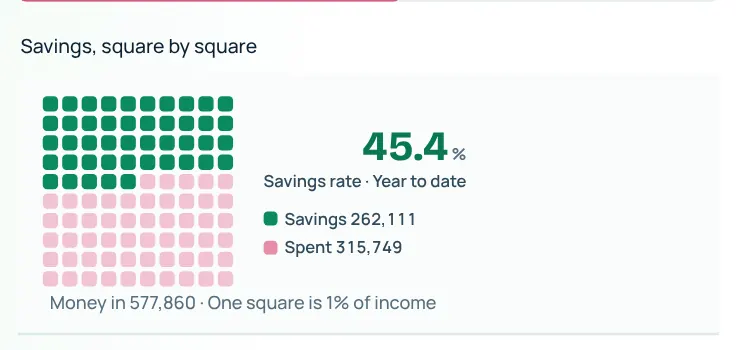 Savings, square by square
45.4 %
Savings rate · Year to date
Savings 262,111
Spent 315,749
Money in 577,860 · One square is 1% of income